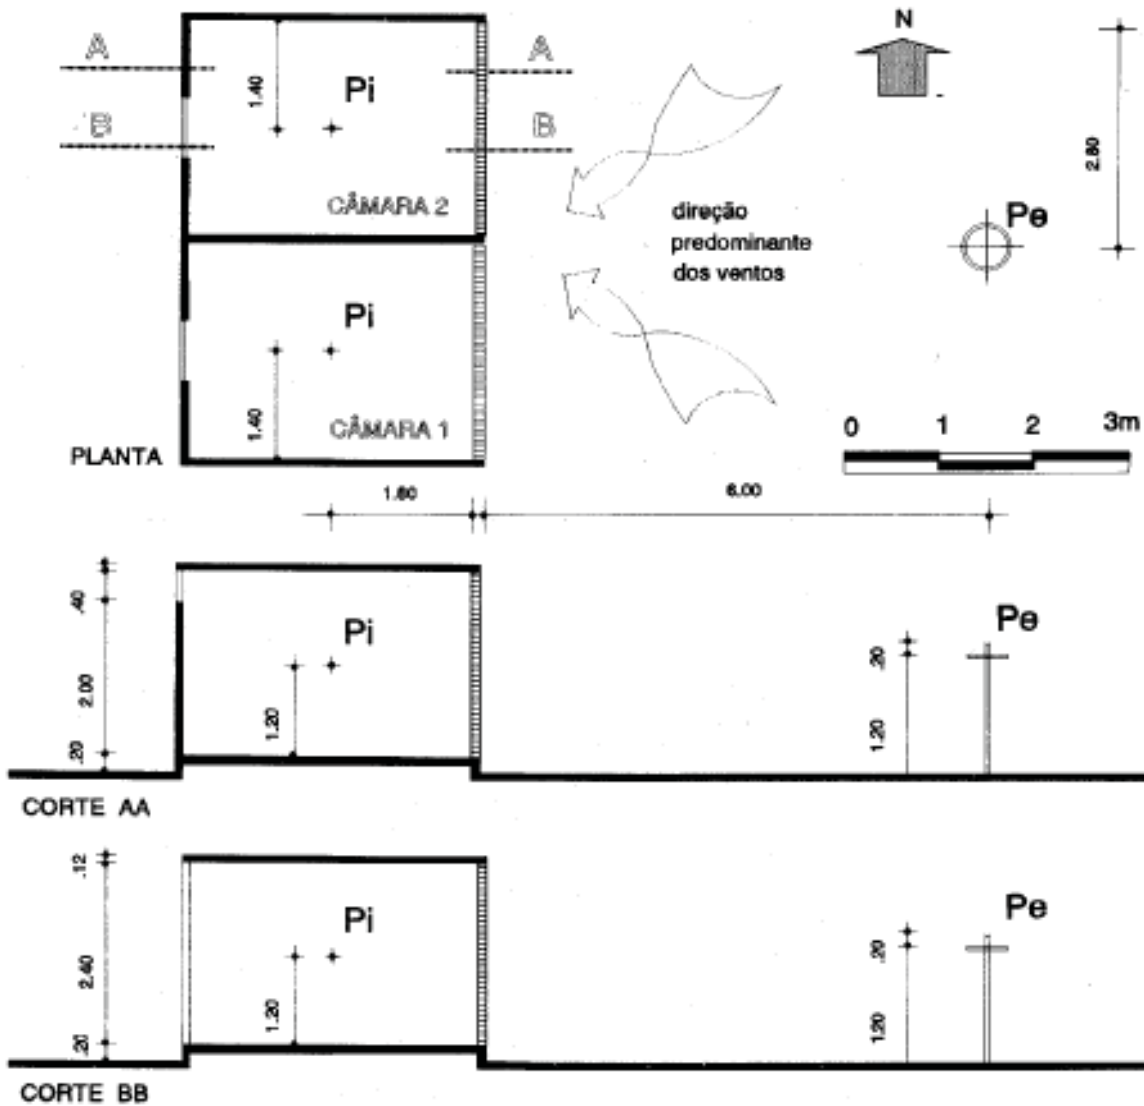 N
A
A
1.40
Pi
B
B
2.80
CÂMARA 2
direção
predominante
dos ventos
Pe
Pi
1.40
CÂMARA 1
PLANTA
0 1 2 3m
1.60
6.00
.40
2.00
.20
Pi
1.20
Pe
.20
1.20
CORTE AA
.12
2.40
.20
Pi
1.20
Pe
.20
1.20
CORTE BB